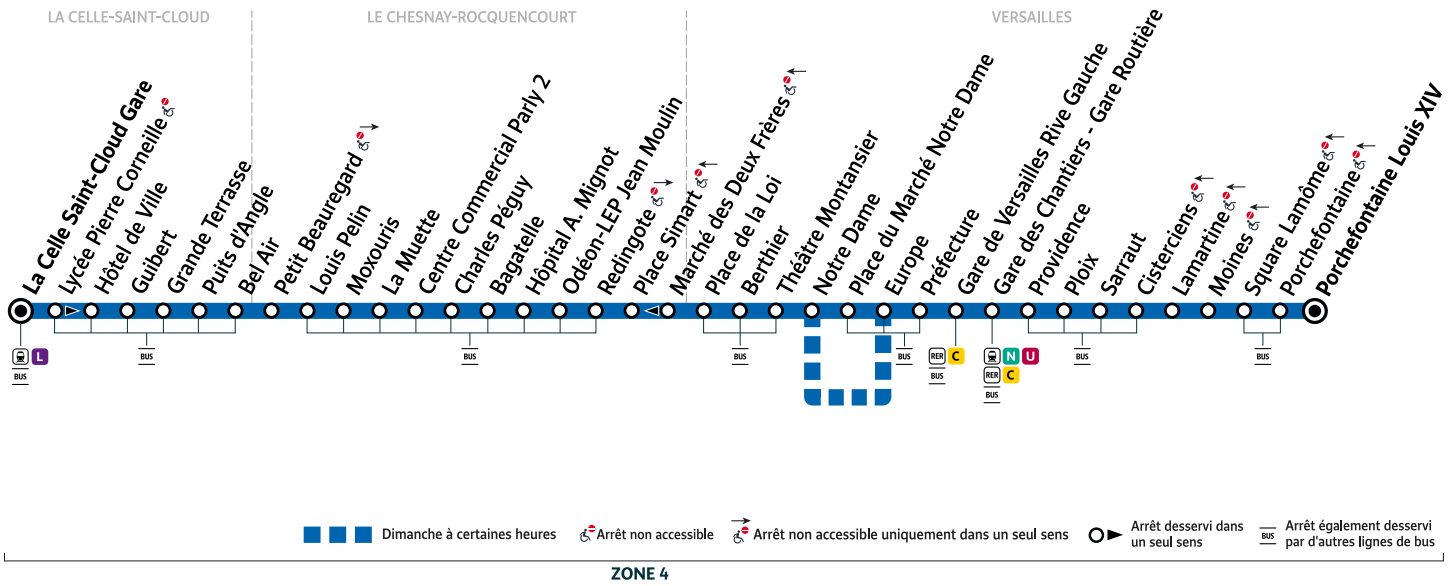 LA CELLE-SAINT-CLOUD
LE CHESNAY-ROCQUENCOURT
VERSAILLES
La Celle Saint-Cloud Gare
Lycée Pierre Corneille
Hôtel de Ville
Guibert
Grande Terrasse
Puits d'Angle
Bel Air
Petit Beauregard
Louis Pelin
Moxouris
La Muette
Centre Commercial Parly 2
Charles Péguy
Bagatelle
Hôpital A. Mignot
Odéon-LEP Jean Moulin
Redingote
Place Simart
Marché des Deux Frères
Place de la Loi
Berthier
Théâtre Montansier
Notre Dame
Place du Marché Notre Dame
Europe
Préfecture
Gare de Versailles Rive Gauche
Gare des Chantiers - Gare Routière
Providence
Ploix
Sarraut
Cisterciens
Lamartine
Moines
Square Lamôme
Porchefontaine
Porchefontaine Louis XIV
L
BUS
BUS
BUS
BUS
BUS
RER C
BUS
N U
RER C
BUS
BUS
BUS
Dimanche à certaines heures
Arrêt non accessible
Arrêt non accessible uniquement dans un seul sens
Arrêt desservi dans
un seul sens
BUS
Arrêt également desservi
par d'autres lignes de bus
ZONE 4